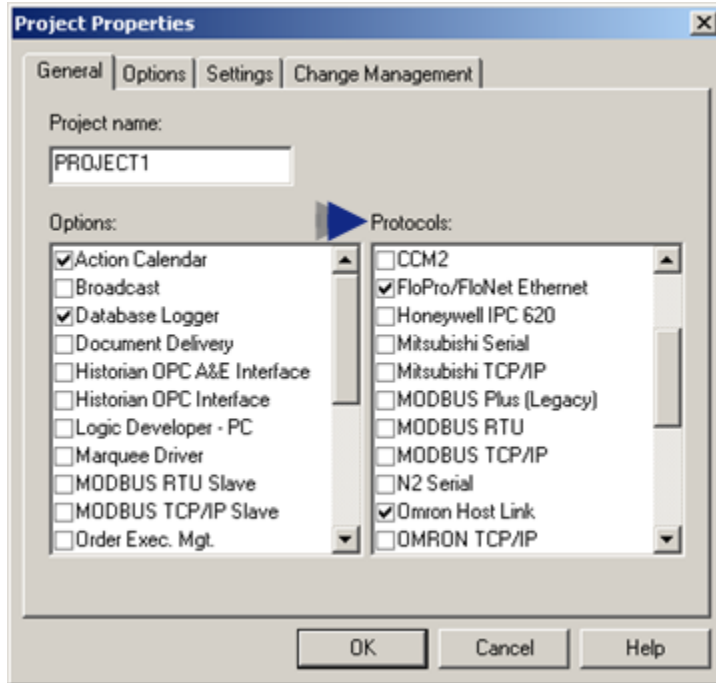 Project Properties
General
Options
Settings
Change Management
Project name:
PROJECT1
Options:
Action Calendar
Broadcast
Database Logger
Document Delivery
Historian OPC A&E Interface
Historian OPC Interface
Logic Developer - PC
Marquee Driver
MODBUS RTU Slave
MODBUS TCP/IP Slave
Order Exec. Mgt.
Protocols:
CCM2
FloPro/FloNet Ethernet
Honeywell IPC 620
Mitsubishi Serial
Mitsubishi TCP/IP
MODBUS Plus (Legacy)
MODBUS RTU
MODBUS TCP/IP
N2 Serial
Omron Host Link
OMRON TCP/IP
OK
Cancel
Help